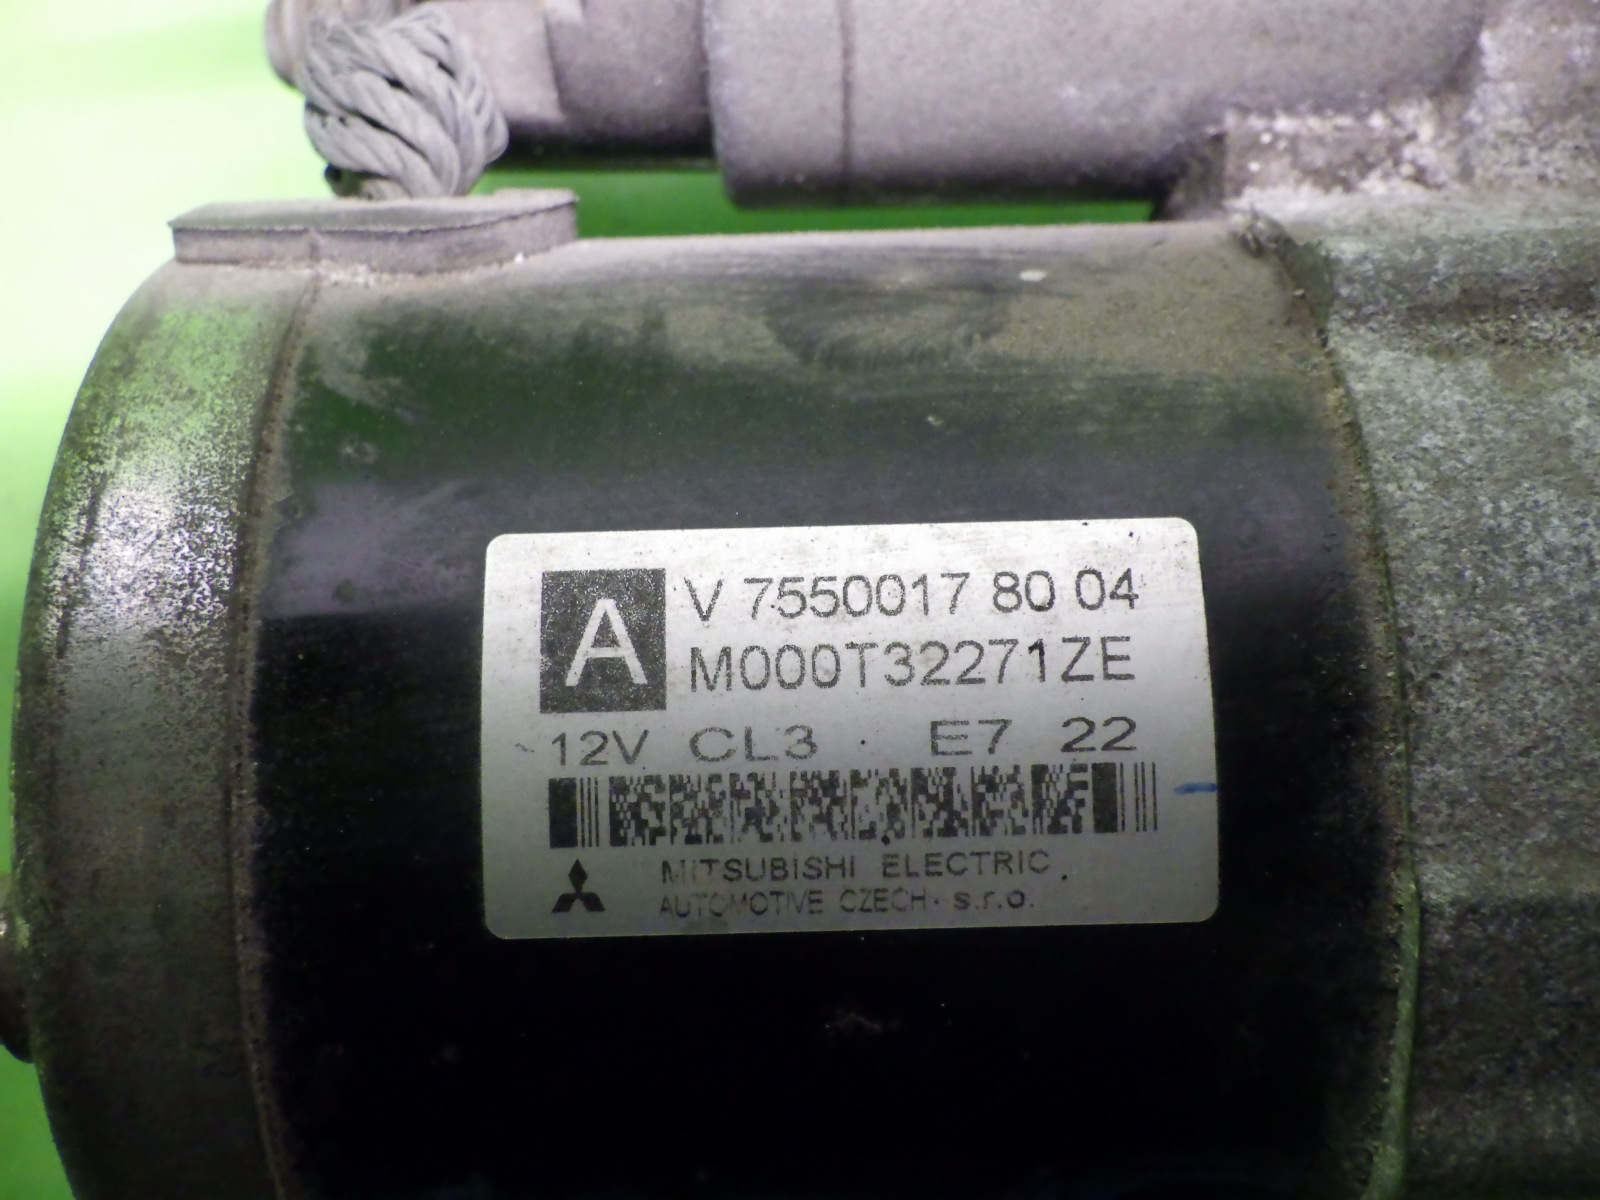 A
V 7550017 80 04
M000T32271ZE
12V CL3 E7 22
MITSUBISHI ELECTRIC
AUTOMOTIVE CZECH s.r.o.